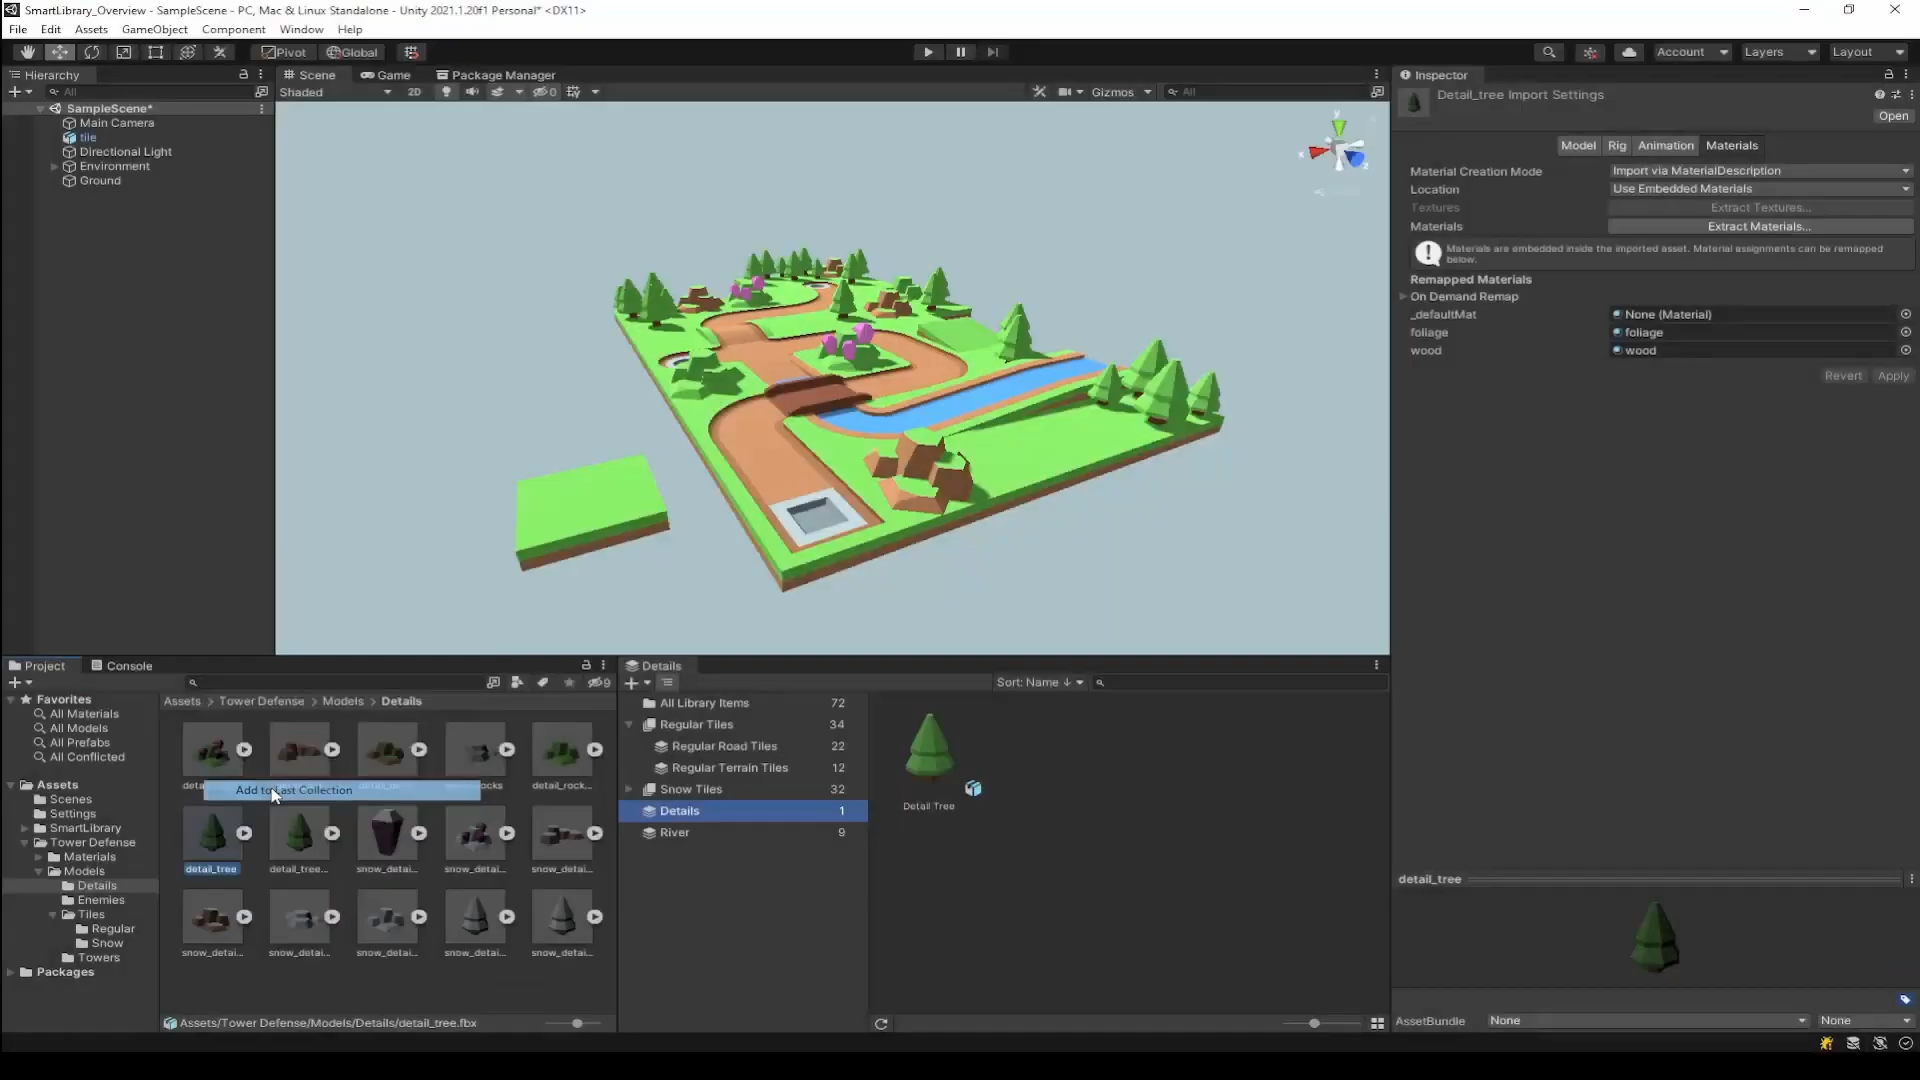 SmartLibrary_Overview - SampleScene - PC, Mac & Linux Standalone - Unity 2021.1.20f1 Personal* <DX11>
File Edit Assets GameObject Component Window Help
Pivot Global Account Layers Layout
Hierarchy
All
SampleScene*
Main Camera
tile
Directional Light
Environment
Ground
Scene Game Package Manager
Shaded 2D 0 Gizmos All
Inspector
Detail_tree Import Settings
Open
Model Rig Animation Materials
Material Creation Mode Import via MaterialDescription
Location Use Embedded Materials
Textures Extract Textures...
Materials Extract Materials...
Materials are embedded inside the imported asset. Material assignments can be remapped
below.
Remapped Materials
On Demand Remap
_defaultMat None (Material)
foliage foliage
wood wood
Revert Apply
Project Console
9
Favorites
All Materials
All Models
All Prefabs
All Conflicted
Assets
Scenes
Settings
SmartLibrary
Tower Defense
Materials
Models
Details
Enemies
Tiles
Regular
Snow
Towers
Packages
Assets > Tower Defense > Models > Details
detail_rock...
Add to Last Collection
detail_tree detail_tree... snow_detai... snow_detai... snow_detai...
snow_detai... snow_detai... snow_detai... snow_detai... snow_detai...
Assets/Tower Defense/Models/Details/detail_tree.fbx
Details
Sort: Name ↓
All Library Items 72
Regular Tiles 34
Regular Road Tiles 22
Regular Terrain Tiles 12
Snow Tiles 32
Details 1
River 9
Detail Tree
detail_tree
AssetBundle None None